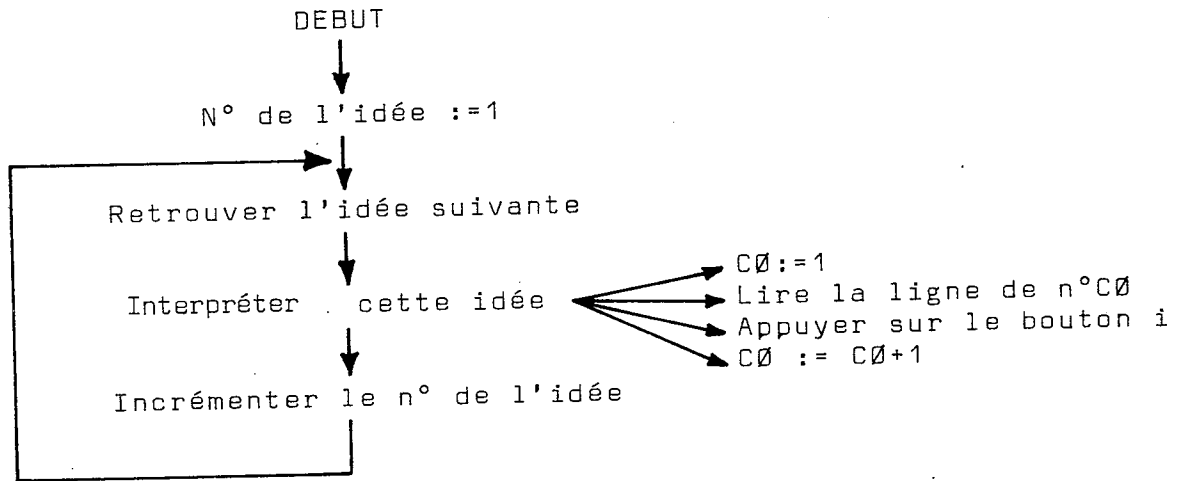 DEBUT
N° de l'idée :=1
Retrouver l'idée suivante
Interpréter . cette idée
CØ:=1
Lire la ligne de n°CØ
Appuyer sur le bouton i
CØ := CØ+1
Incrémenter le n° de l'idée